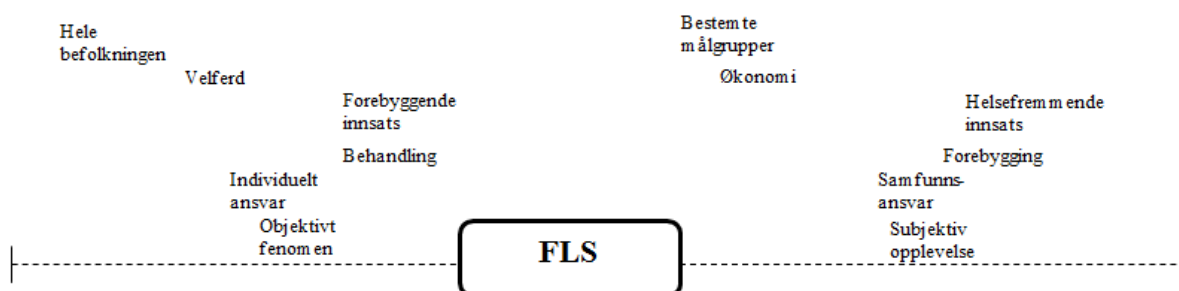 Hele
befolkningen
Velferd
Forebyggende
innsats
Behandling
Individuelt
ansvar
Objektivt
fenomen
FLS
Bestemte
målgrupper
Økonomi
Helsefremmende
innsats
Forebygging
Samfunns-
ansvar
Subjektiv
opplevelse